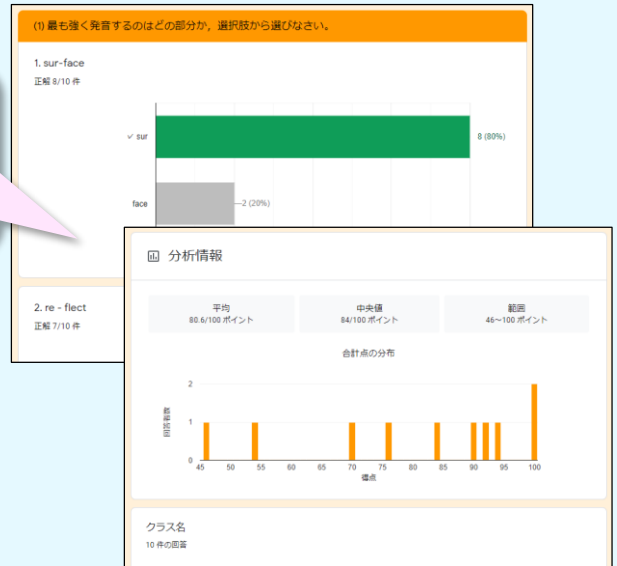 (1) 最も強く発音するのはどの部分か，選択肢から選びなさい。
1. sur-face
正解 8/10 件
✓ sur
8 (80%)
face
2 (20%)
2. re - flect
正解 7/10 件
分析情報
平均
80.6/100 ポイント
中央値
84/100 ポイント
範囲
46～100 ポイント
合計点の分布
回答者数
2
1
0
45 50 55 60 65 70 75 80 85 90 95 100
得点
クラス名
10 件の回答